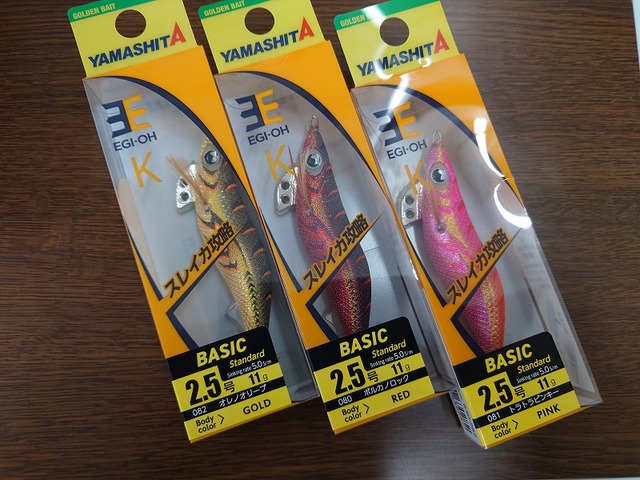 GOLDEN BAIT
YAMASHITA
EGI-OH
K
スレイカ攻略
BASIC
Standard
Sinking rate 5.0s/m
2.5号 11g
082 オレノオリーブ
Body color > GOLD
GOLDEN BAIT
YAMASHITA
EGI-OH
K
スレイカ攻略
BASIC
Standard
Sinking rate 5.0s/m
2.5号 11g
080 ボルカノロック
Body color > RED
GOLDEN BAIT
YAMASHITA
EGI-OH
K
スレイカ攻略
BASIC
Standard
Sinking rate 5.0s/m
2.5号 11g
081 トラトラピンキー
Body color > PINK